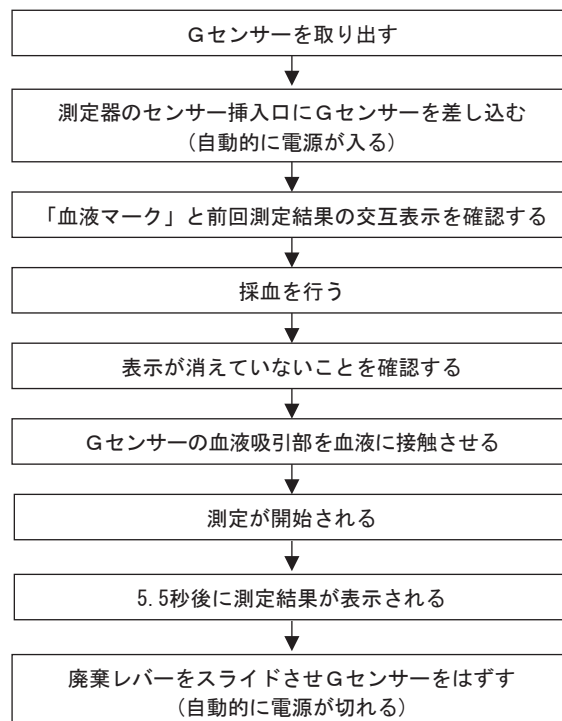 Ｇセンサーを取り出す
測定器のセンサー挿入口にＧセンサーを差し込む
(自動的に電源が入る)
「血液マーク」と前回測定結果の交互表示を確認する
採血を行う
表示が消えていないことを確認する
Ｇセンサーの血液吸引部を血液に接触させる
測定が開始される
5.5秒後に測定結果が表示される
廃棄レバーをスライドさせＧセンサーをはずす
(自動的に電源が切れる)